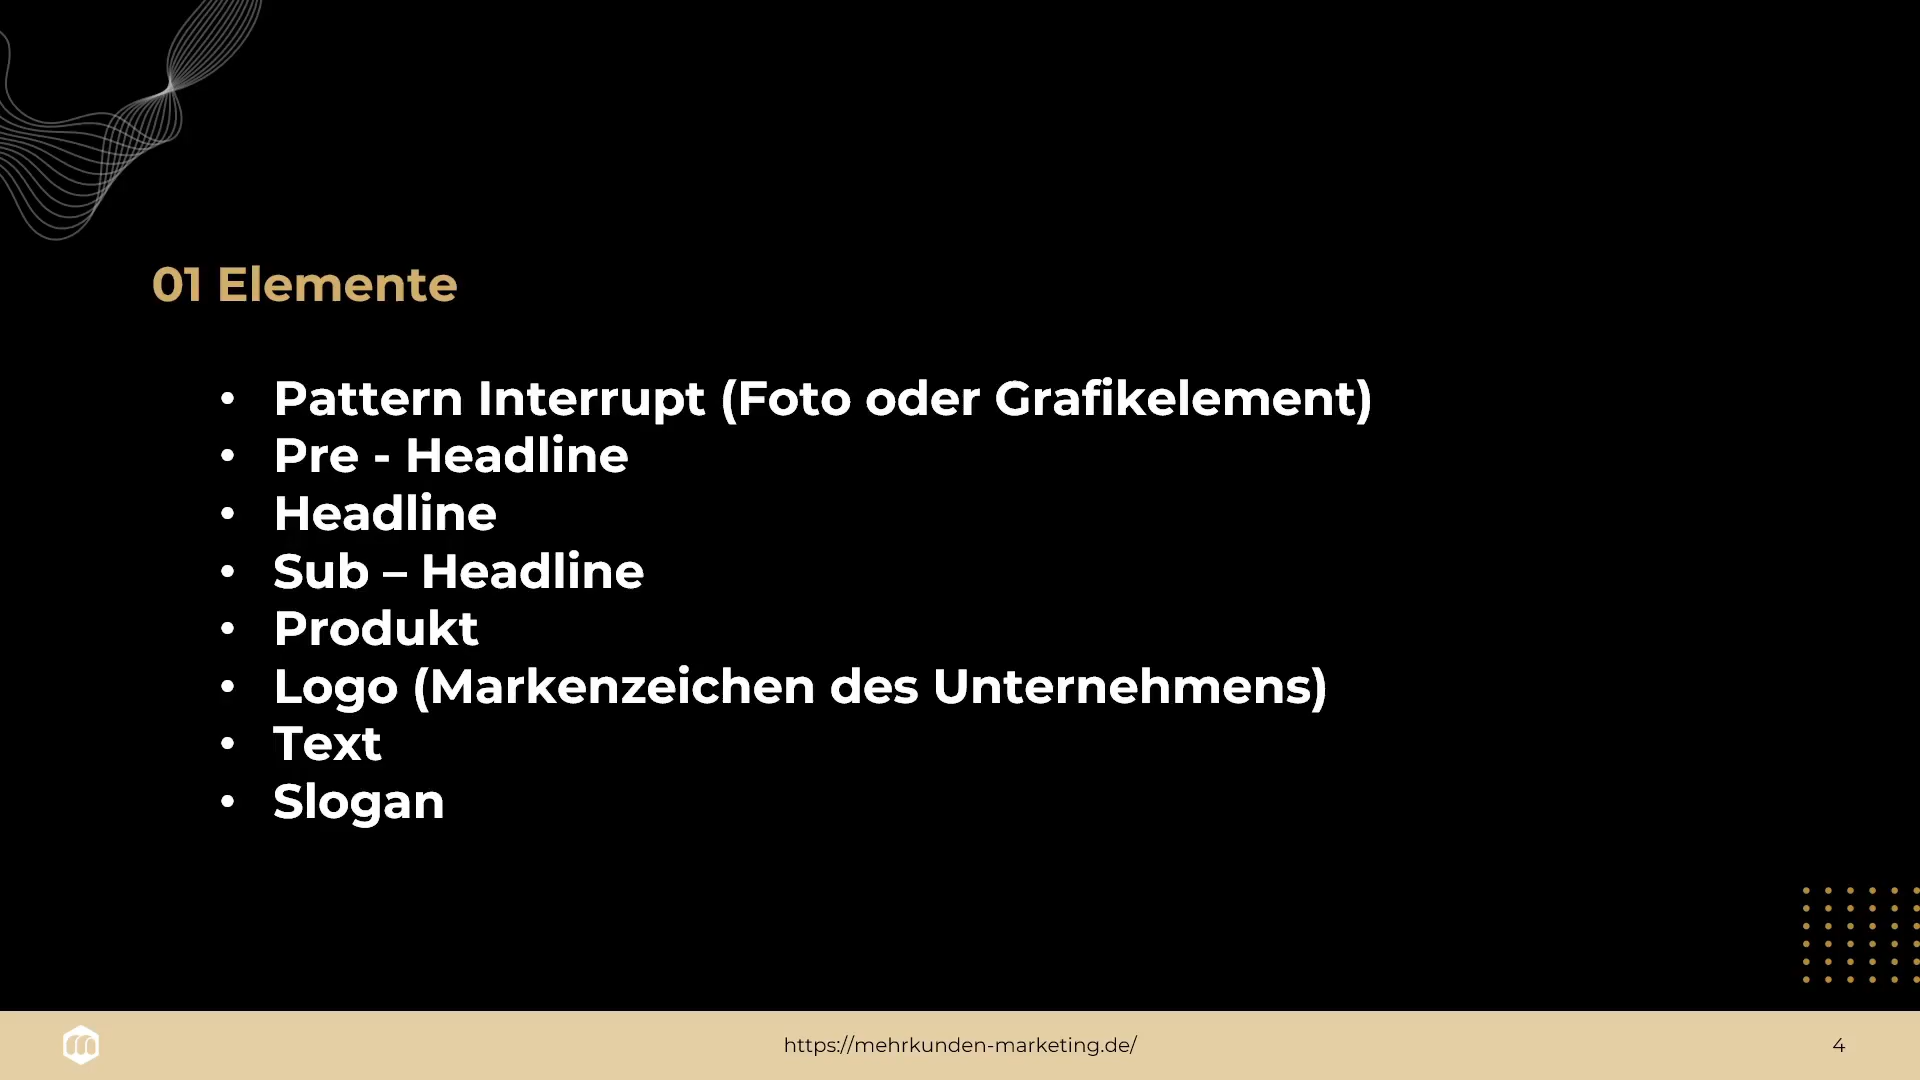 01 Elemente
• Pattern Interrupt (Foto oder Grafikelement)
• Pre - Headline
• Headline
• Sub – Headline
• Produkt
• Logo (Markenzeichen des Unternehmens)
• Text
• Slogan
https://mehrkunden-marketing.de/
4